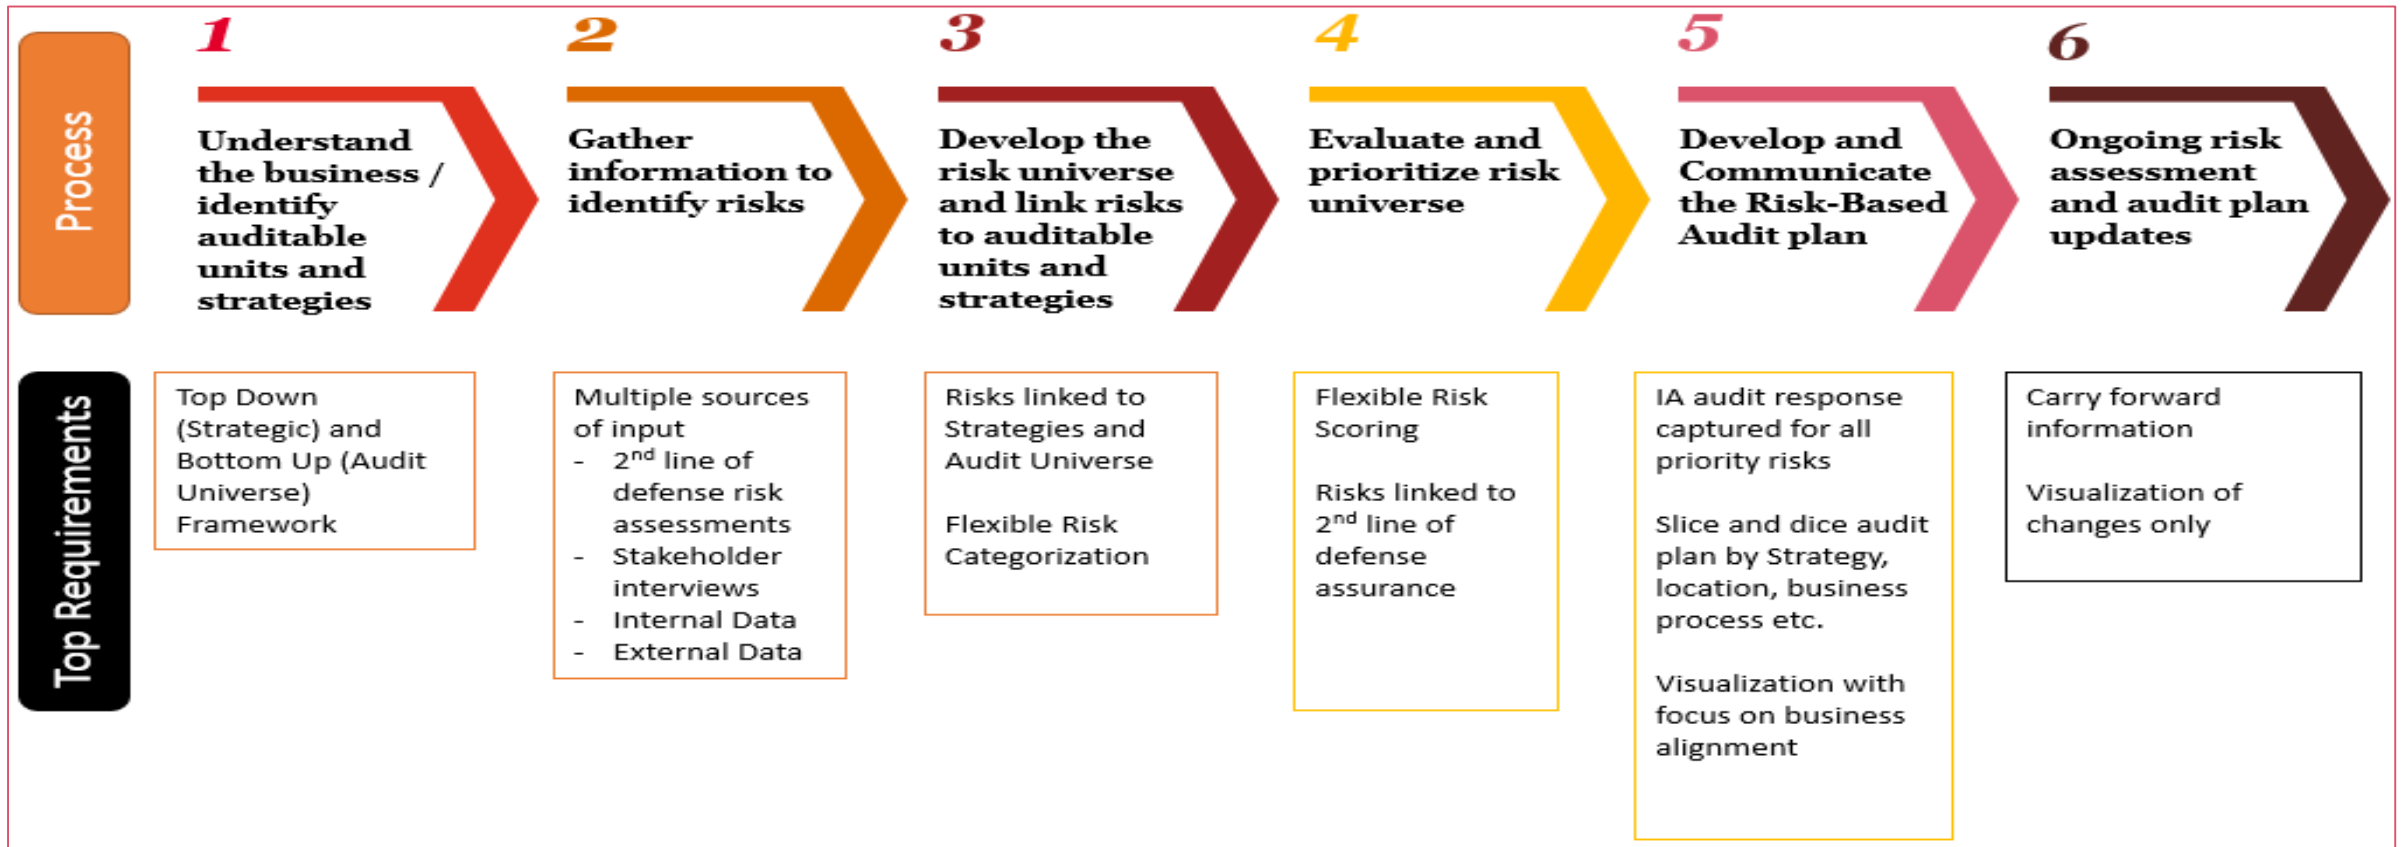 Process
1
Understand
the business /
identify
auditable
units and
strategies
2
Gather
information to
identify risks
3
Develop the
risk universe
and link risks
to auditable
units and
strategies
4
Evaluate and
prioritize risk
universe
5
Develop and
Communicate
the Risk-Based
Audit plan
6
Ongoing risk
assessment
and audit plan
updates
Top Requirements
Top Down
(Strategic) and
Bottom Up (Audit
Universe)
Framework
Multiple sources
of input
- 2nd line of
defense risk
assessments
- Stakeholder
interviews
- Internal Data
- External Data
Risks linked to
Strategies and
Audit Universe
Flexible Risk
Categorization
Flexible Risk
Scoring
Risks linked to
2nd line of
defense
assurance
IA audit response
captured for all
priority risks
Slice and dice audit
plan by Strategy,
location, business
process etc.
Visualization with
focus on business
alignment
Carry forward
information
Visualization of
changes only